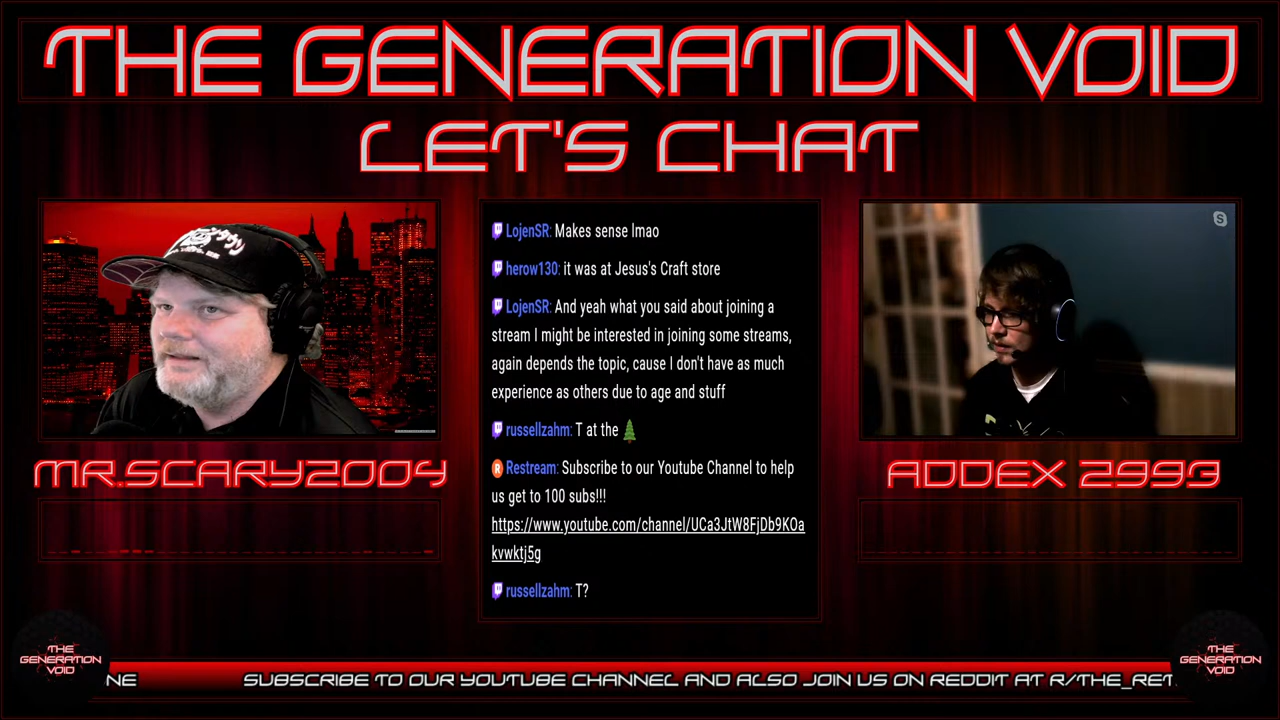 THE GENERATION VOID
LET'S CHAT
LojenSR: Makes sense lmao
herow130: it was at Jesus's Craft store
LojenSR: And yeah what you said about joining a
stream I might be interested in joining some streams,
again depends the topic, cause I don't have as much
experience as others due to age and stuff
russellzahm: T at the 🌲
Restream: Subscribe to our Youtube Channel to help
us get to 100 subs!!!
https://www.youtube.com/channel/UCa3JtW8FjDb9KOa
kvwktj5g
russellzahm: T?
MR.SCARY2004
ADDEX 2993
THE
GENERATION
VOID
NE SUBSCRIBE TO OUR YOUTUBE CHANNEL AND ALSO JOIN US ON REDDIT AT R/THE_RET
THE
GENERATION
VOID